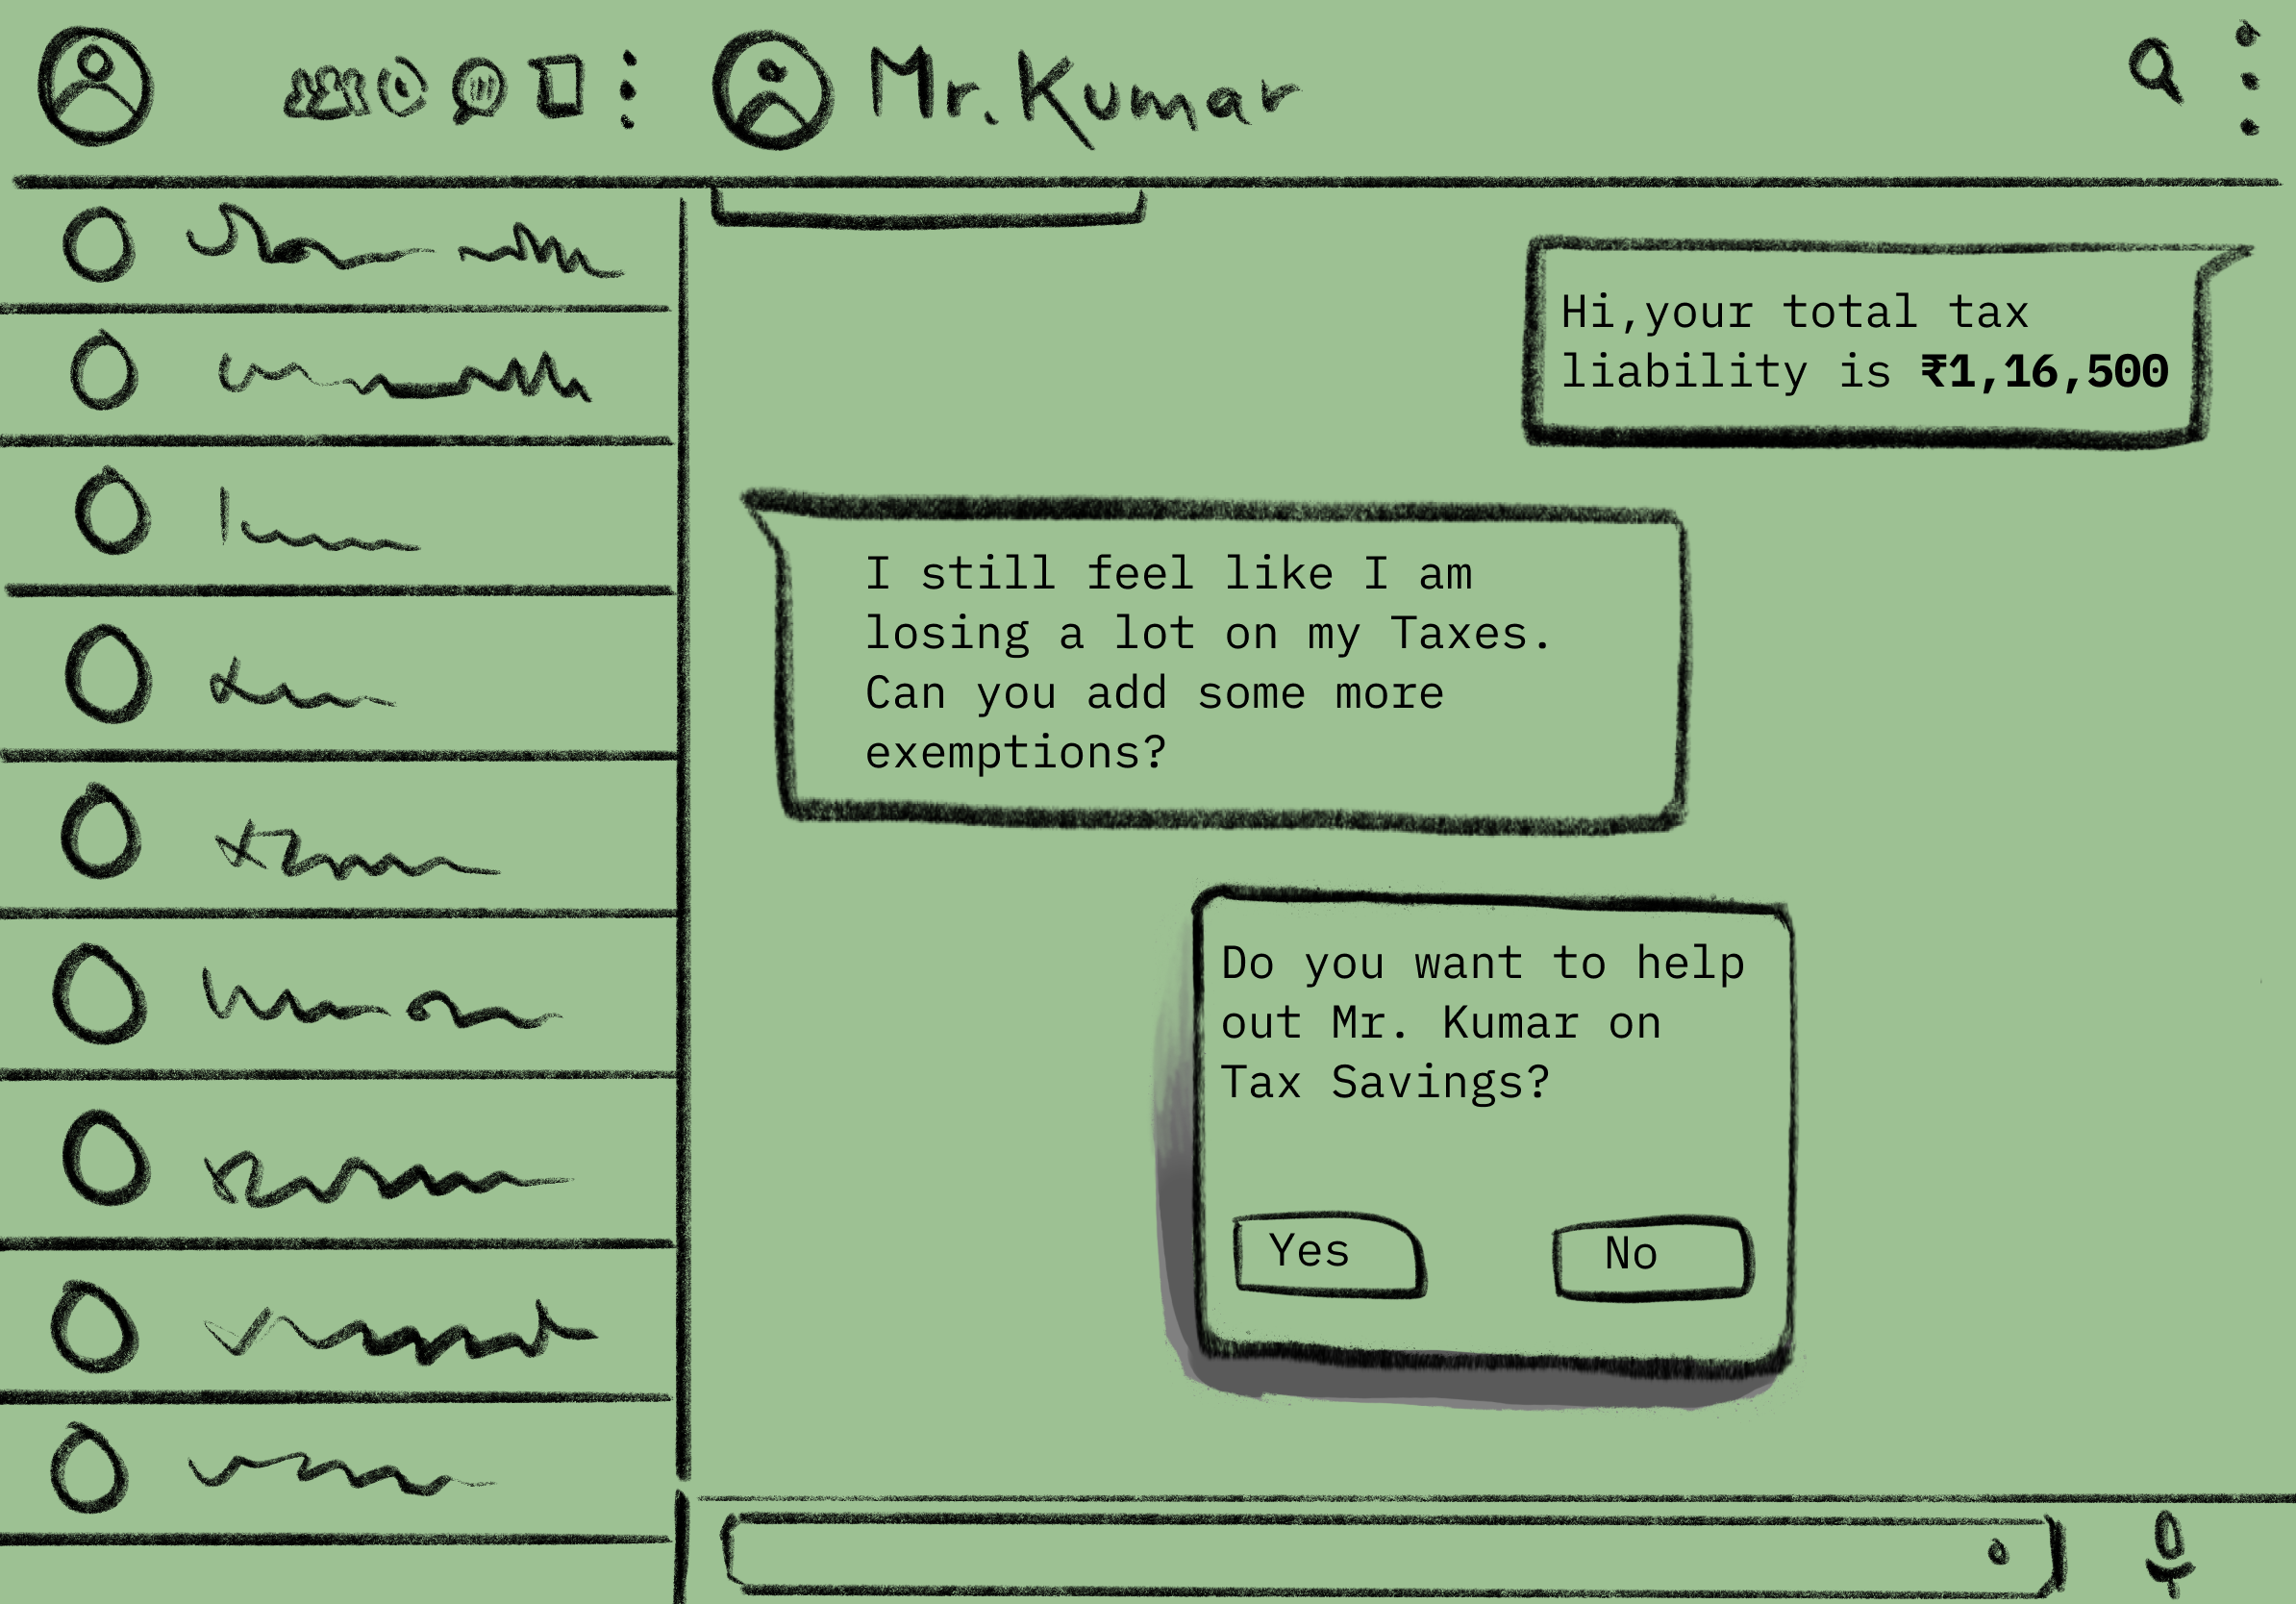 Mr. Kumar
Hi,your total tax
liability is ₹1,16,500
I still feel like I am
losing a lot on my Taxes.
Can you add some more
exemptions?
Do you want to help
out Mr. Kumar on
Tax Savings?
Yes
No